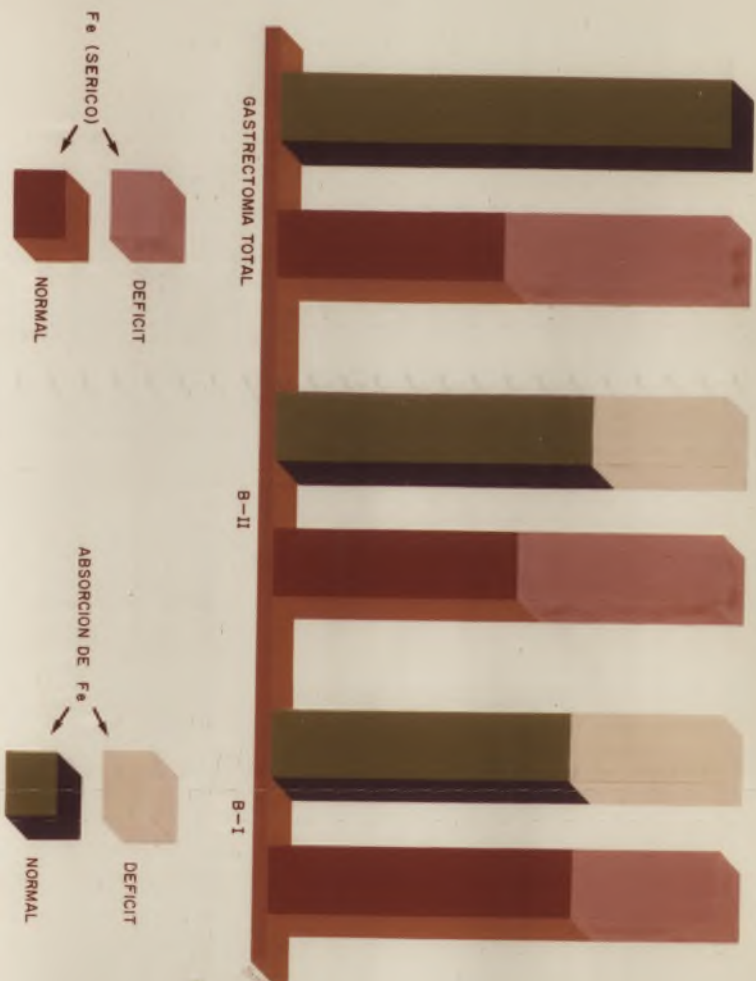 GASTRECTOMIA TOTAL
B-II
B-I
Fe (SERICO)
DEFICIT
NORMAL
ABSORCION DE Fe
DEFICIT
NORMAL